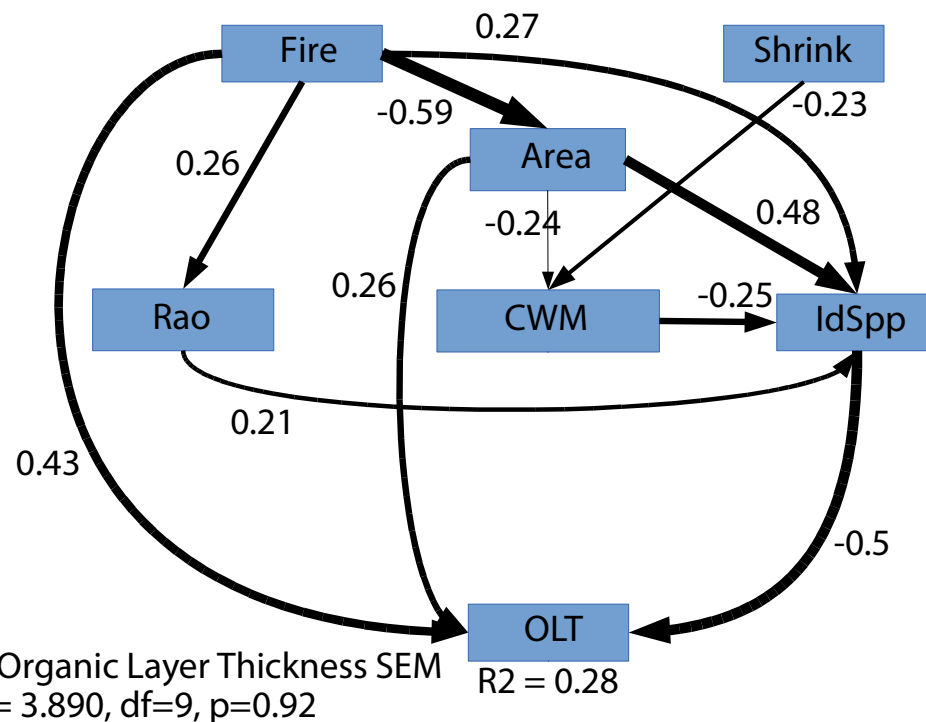 0.27
Fire
Shrink
-0.23
-0.59
Area
0.26
0.48
-0.24
0.26
-0.25
Rao
CWM
IdSpp
0.21
0.43
-0.5
OLT
Organic Layer Thickness SEM
R2 = 0.28
= 3.890, df=9, p=0.92